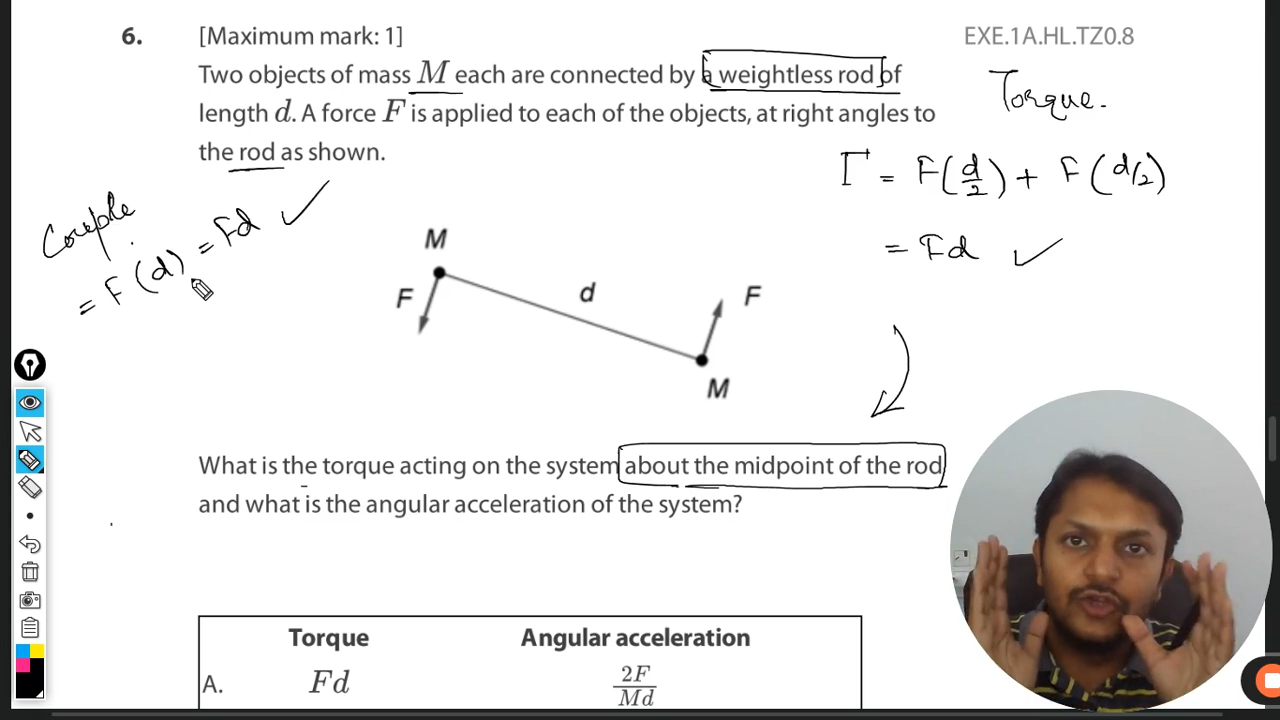 6. [Maximum mark: 1] EXE.1A.HL.TZ0.8
Two objects of mass M each are connected by a weightless rod of
length d. A force F is applied to each of the objects, at right angles to
the rod as shown.
Torque.
Γ = F(d/2) + F(d/2)
= Fd ✓
Couple
= F(d) = Fd ✓
M
F
d
F
M
What is the torque acting on the system about the midpoint of the rod
and what is the angular acceleration of the system?
Torque Angular acceleration
A. Fd 2F/Md